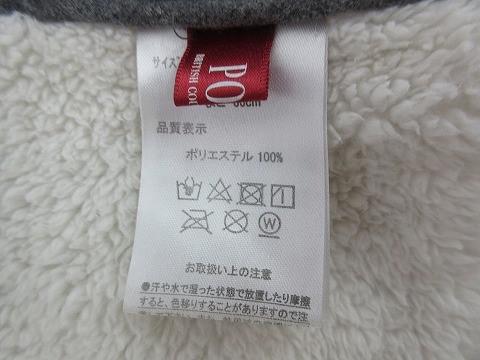 サイズ
PO
BRITISH COU
品質表示
ポリエステル 100%
W
お取扱い上の注意
●汗や水で湿った状態で放置したり摩擦
すると、色移りすることがありますので注